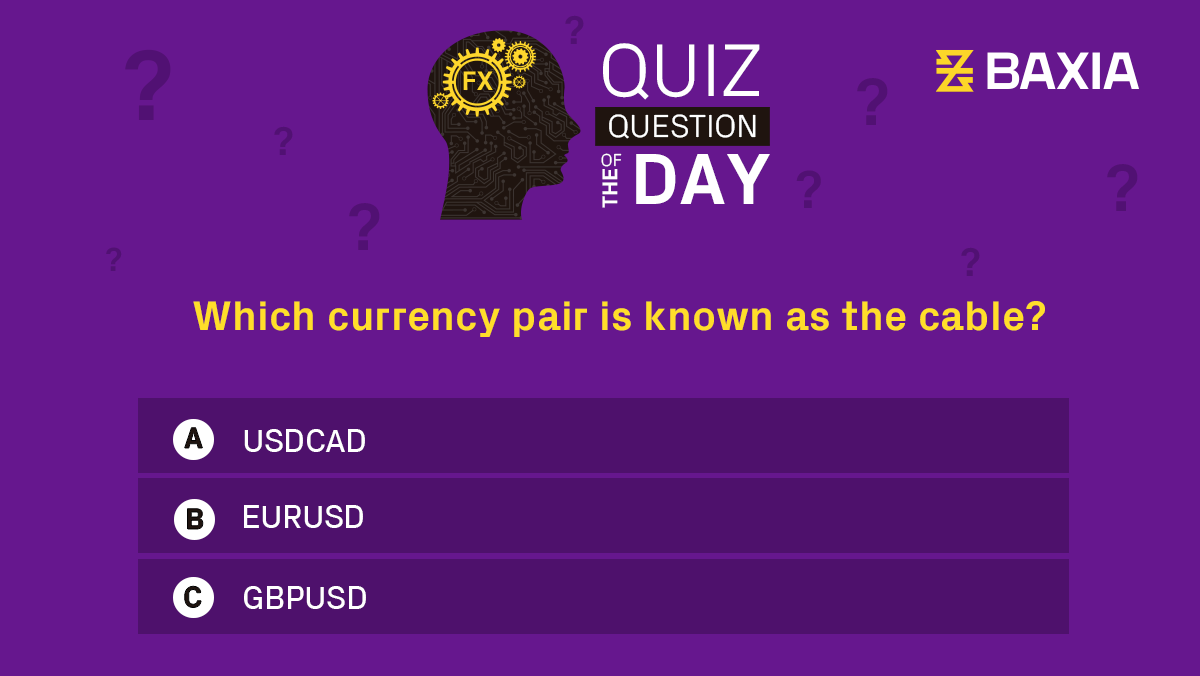 FX
QUIZ
QUESTION
OF THE DAY
BAXIA
Which currency pair is known as the cable?
A USDCAD
B EURUSD
C GBPUSD